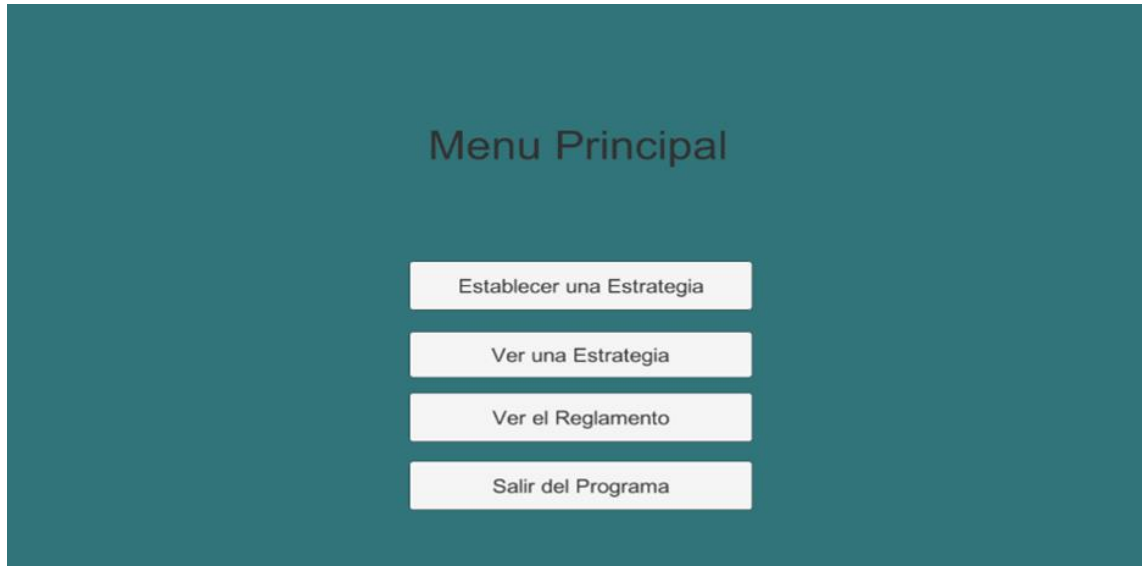 Menu Principal
Establecer una Estrategia
Ver una Estrategia
Ver el Reglamento
Salir del Programa